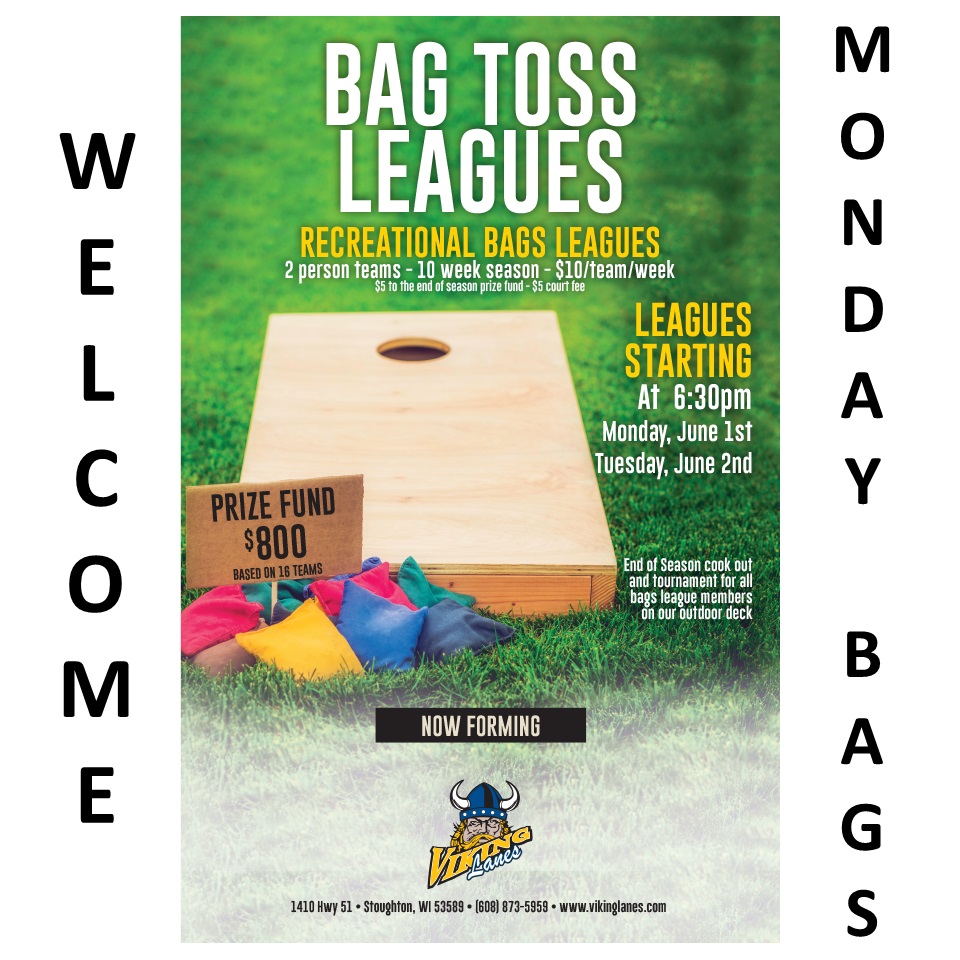 WELCOME
BAG TOSS
LEAGUES
RECREATIONAL BAGS LEAGUES
2 person teams - 10 week season - $10/team/week
$5 to the end of season prize fund - $5 court fee
LEAGUES
STARTING
At 6:30pm
Monday, June 1st
Tuesday, June 2nd
PRIZE FUND
$800
BASED ON 16 TEAMS
End of Season cook out
and tournament for all
bags league members
on our outdoor deck
NOW FORMING
VIKING
Lanes
1410 Hwy 51 • Stoughton, WI 53589 • (608) 873-5959 • www.vikinglanes.com
MONDAY BAGS